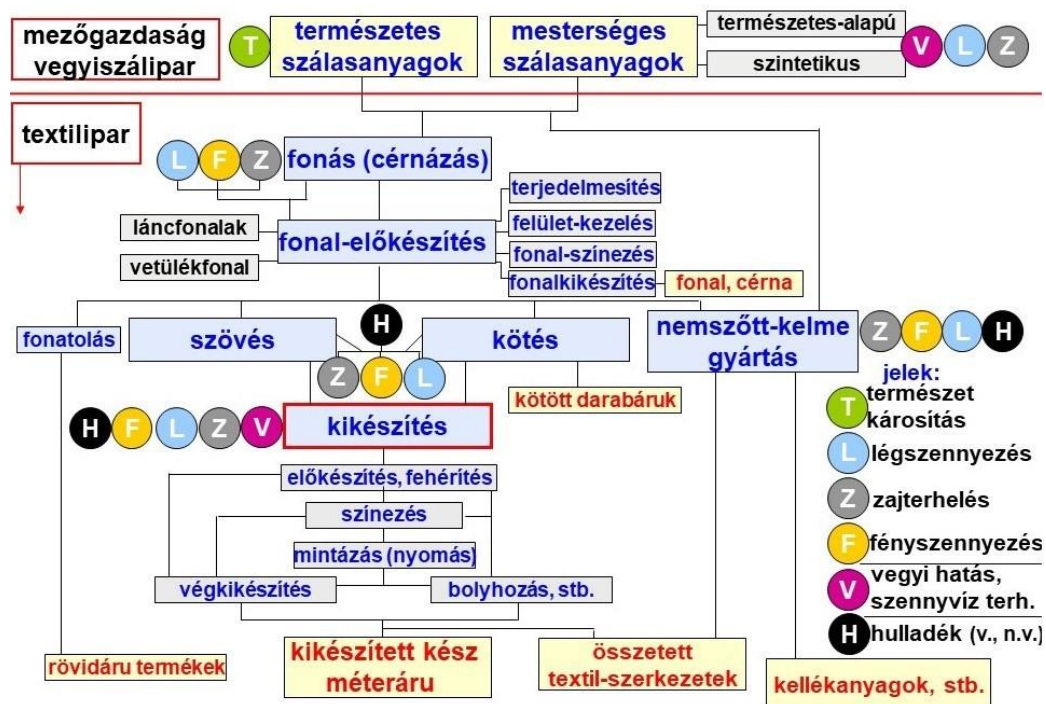 mezőgazdaság
vegyiszálipar
T
természetes
szálasanyagok
mesterséges
szálasanyagok
természetes-alapú
szintetikus
V L Z
textilipar
L F Z
fonás (cérnázás)
láncfonalak
vetülékfonal
fonal-előkészítés
terjedelmesítés
felület-kezelés
fonal-színezés
fonalkikészítés
fonal, cérna
fonatolás
szövés
H
kötés
nemszőtt-kelme
gyártás
Z F L H
Z F L
kötött darabáruk
H F L Z V
kikészítés
előkészítés, fehérítés
színezés
mintázás (nyomás)
végkikészítés
bolyhozás, stb.
rövidáru termékek
kikészített kész
méteráru
összetett
textil-szerkezetek
kellékanyagok, stb.
jelek:
T természet
károsítás
L légszennyezés
Z zajterhelés
F fényszennyezés
V vegyi hatás,
szennyvíz terh.
H hulladék (v., n.v.)